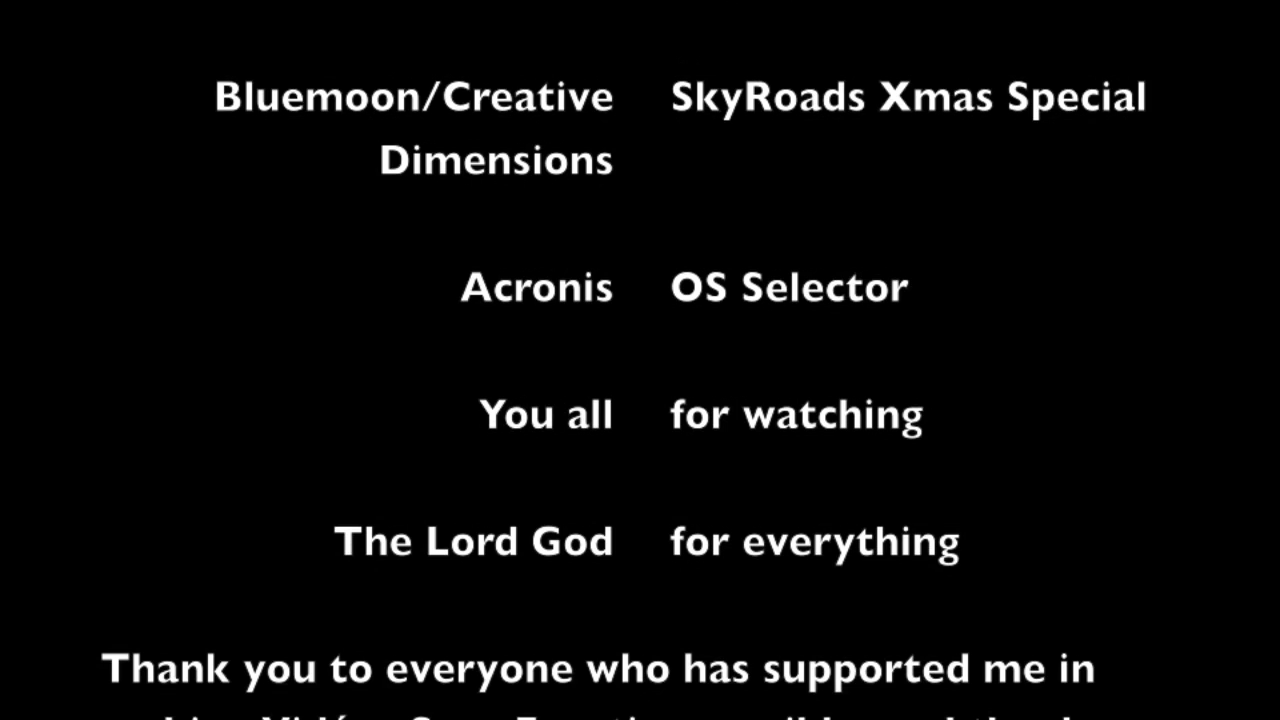 Bluemoon/Creative SkyRoads Xmas Special
Dimensions
Acronis OS Selector
You all for watching
The Lord God for everything
Thank you to everyone who has supported me in